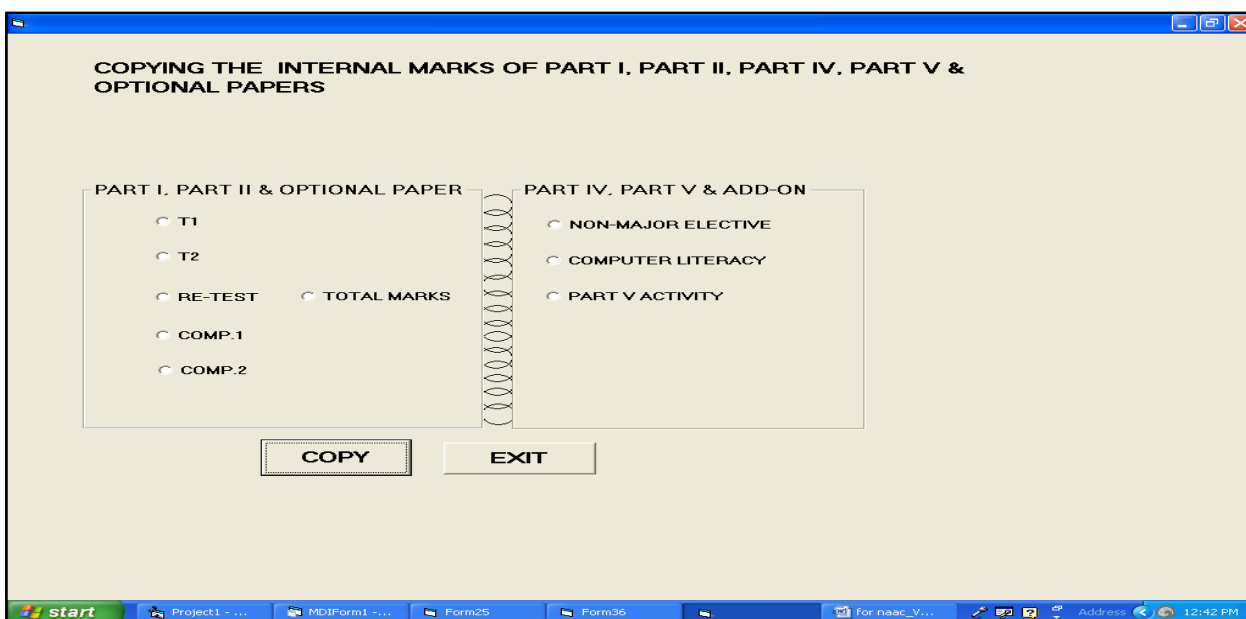 COPYING THE INTERNAL MARKS OF PART I, PART II, PART IV, PART V &
OPTIONAL PAPERS
PART I, PART II & OPTIONAL PAPER
T1
T2
RE-TEST
TOTAL MARKS
COMP.1
COMP.2
PART IV, PART V & ADD-ON
NON-MAJOR ELECTIVE
COMPUTER LITERACY
PART V ACTIVITY
COPY
EXIT
start
Project1 - ...
MDIForm1 -...
Form25
Form36
for naac_V...
Address
12:42 PM